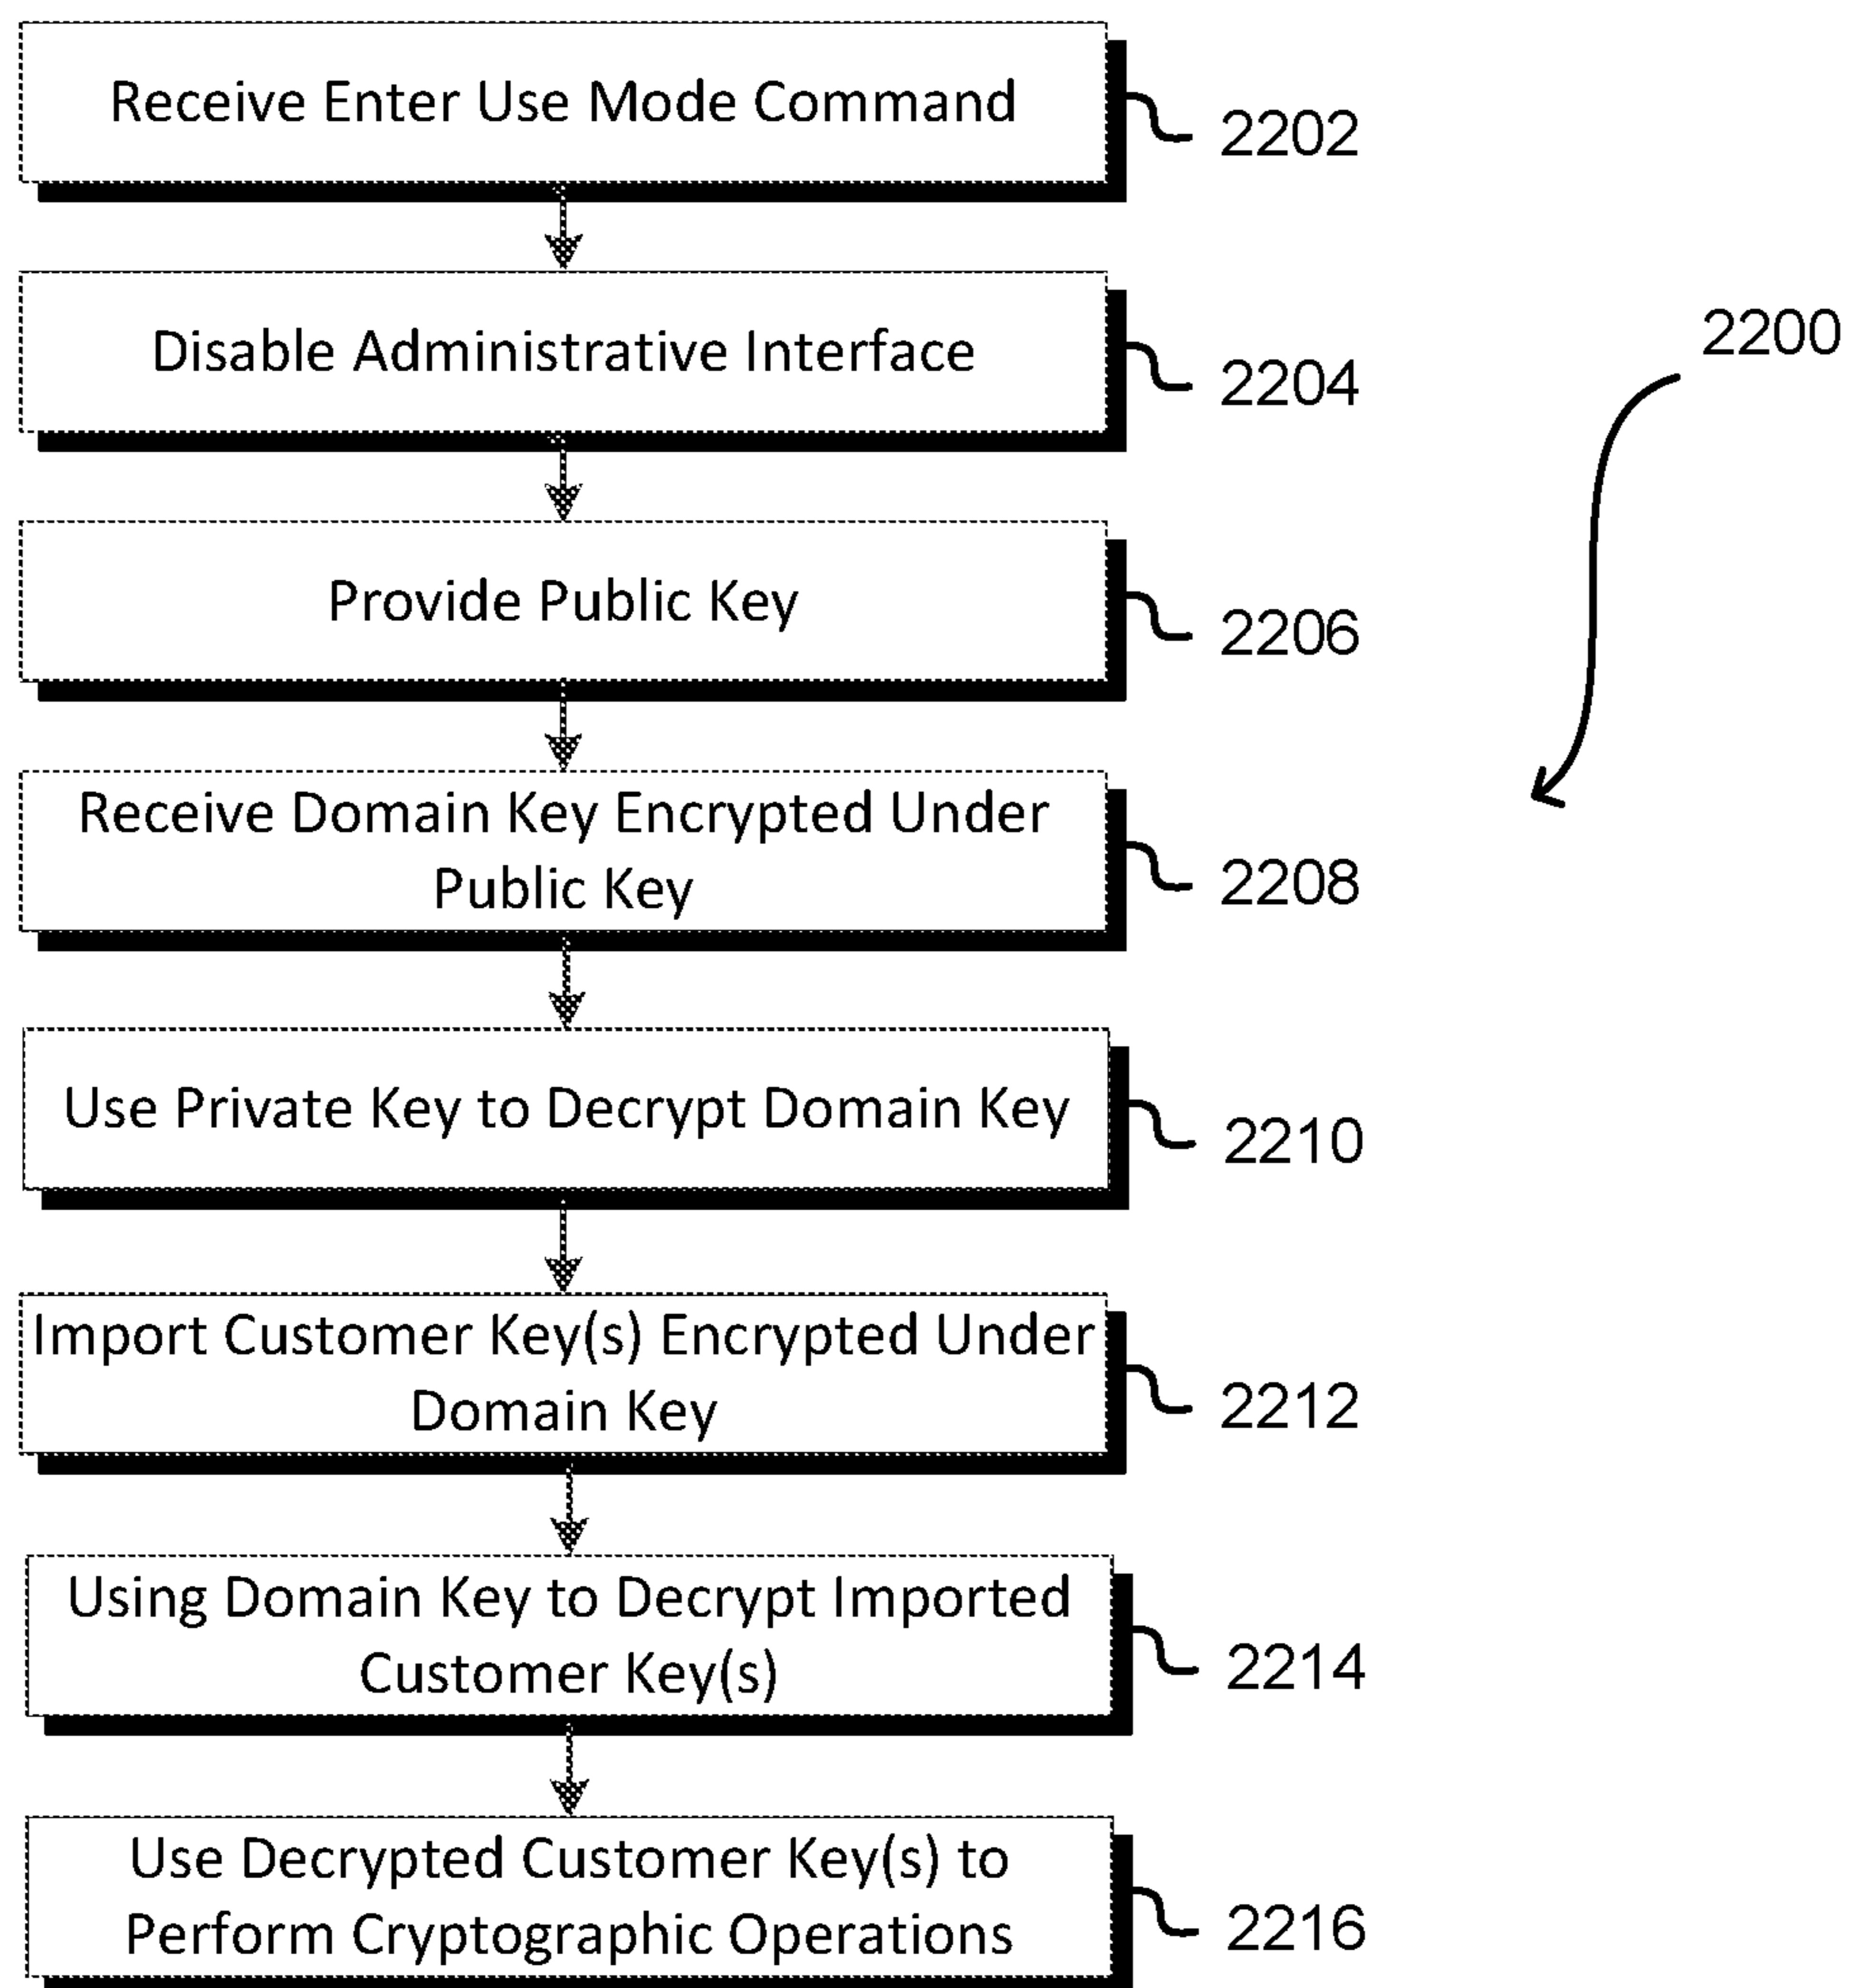 Receive Enter Use Mode Command
2202
Disable Administrative Interface
2204
2200
Provide Public Key
2206
Receive Domain Key Encrypted Under
Public Key
2208
Use Private Key to Decrypt Domain Key
2210
Import Customer Key(s) Encrypted Under
Domain Key
2212
Using Domain Key to Decrypt Imported
Customer Key(s)
2214
Use Decrypted Customer Key(s) to
Perform Cryptographic Operations
2216